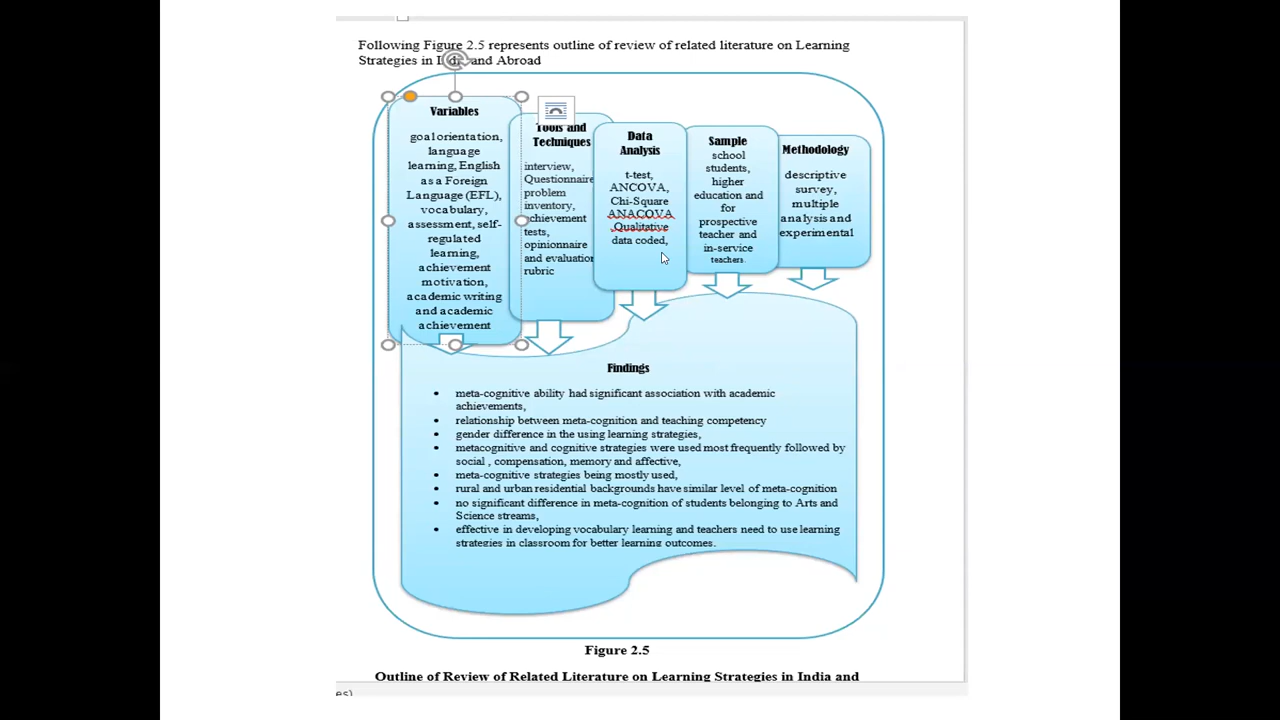 Following Figure 2.5 represents outline of review of related literature on Learning
Strategies in India and Abroad
Variables
goal orientation,
language
learning, English
as a Foreign
Language (EFL),
vocabulary,
assessment, self-
regulated
learning,
achievement
motivation,
academic writing
and academic
achievement
Tools and
Techniques
interview,
Questionnaire
problem
inventory,
achievement
tests,
opinionnaire
and evaluation
rubric
Data
Analysis
t-test,
ANCOVA,
Chi-Square
ANACOVA
Qualitative
data coded,
Sample
school
students,
higher
education and
for
prospective
teacher and
in-service
teachers.
Methodology
descriptive
survey,
multiple
analysis and
experimental
Findings
• meta-cognitive ability had significant association with academic
achievements,
• relationship between meta-cognition and teaching competency
• gender difference in the using learning strategies,
• metacognitive and cognitive strategies were used most frequently followed by
social , compensation, memory and affective,
• meta-cognitive strategies being mostly used,
• rural and urban residential backgrounds have similar level of meta-cognition
• no significant difference in meta-cognition of students belonging to Arts and
Science streams,
• effective in developing vocabulary learning and teachers need to use learning
strategies in classroom for better learning outcomes.
Figure 2.5
Outline of Review of Related Literature on Learning Strategies in India and
es)